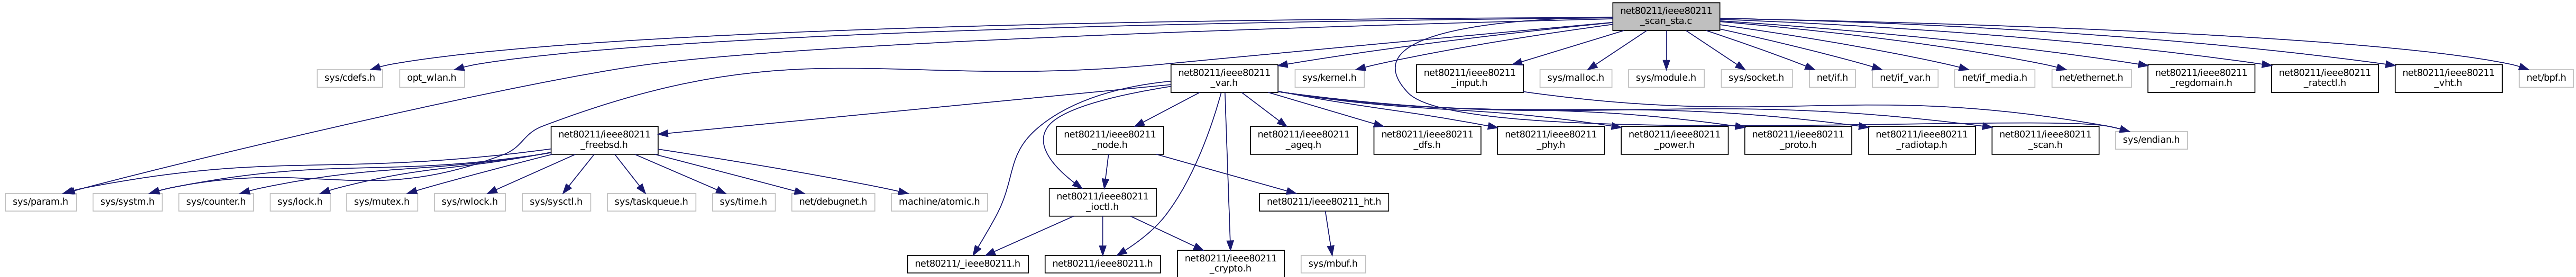 net80211/ieee80211
_scan_sta.c
sys/cdefs.h
opt_wlan.h
net80211/ieee80211
_var.h
sys/kernel.h
net80211/ieee80211
_input.h
sys/malloc.h
sys/module.h
sys/socket.h
net/if.h
net/if_var.h
net/if_media.h
net/ethernet.h
net80211/ieee80211
_regdomain.h
net80211/ieee80211
_ratectl.h
net80211/ieee80211
_vht.h
net/bpf.h
net80211/ieee80211
_freebsd.h
net80211/ieee80211
_node.h
net80211/ieee80211
_ageq.h
net80211/ieee80211
_dfs.h
net80211/ieee80211
_phy.h
net80211/ieee80211
_power.h
net80211/ieee80211
_proto.h
net80211/ieee80211
_radiotap.h
net80211/ieee80211
_scan.h
sys/endian.h
sys/param.h
sys/systm.h
sys/counter.h
sys/lock.h
sys/mutex.h
sys/rwlock.h
sys/sysctl.h
sys/taskqueue.h
sys/time.h
net/debugnet.h
machine/atomic.h
net80211/ieee80211
_ioctl.h
net80211/ieee80211_ht.h
net80211/_ieee80211.h
net80211/ieee80211.h
net80211/ieee80211
_crypto.h
sys/mbuf.h